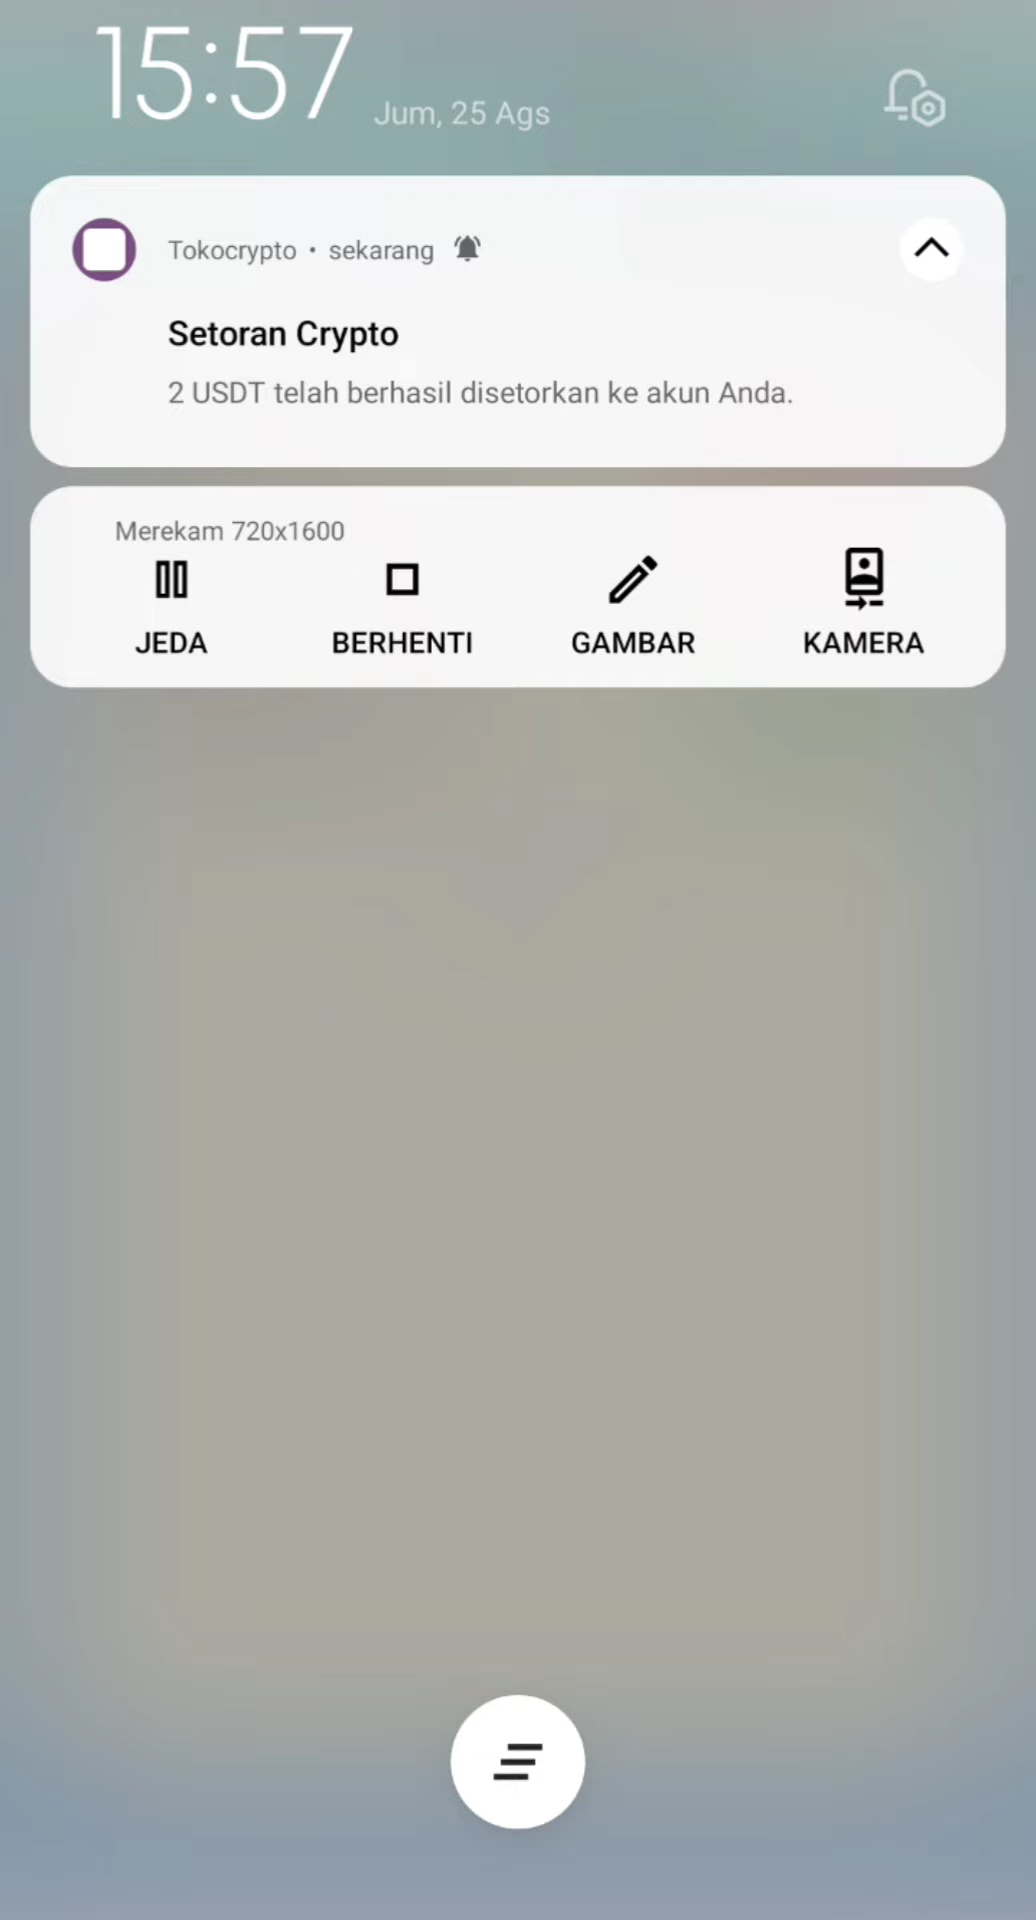 15:57 Jum, 25 Ags
Tokocrypto • sekarang
Setoran Crypto
2 USDT telah berhasil disetorkan ke akun Anda.
Merekam 720x1600
JEDA BERHENTI GAMBAR KAMERA